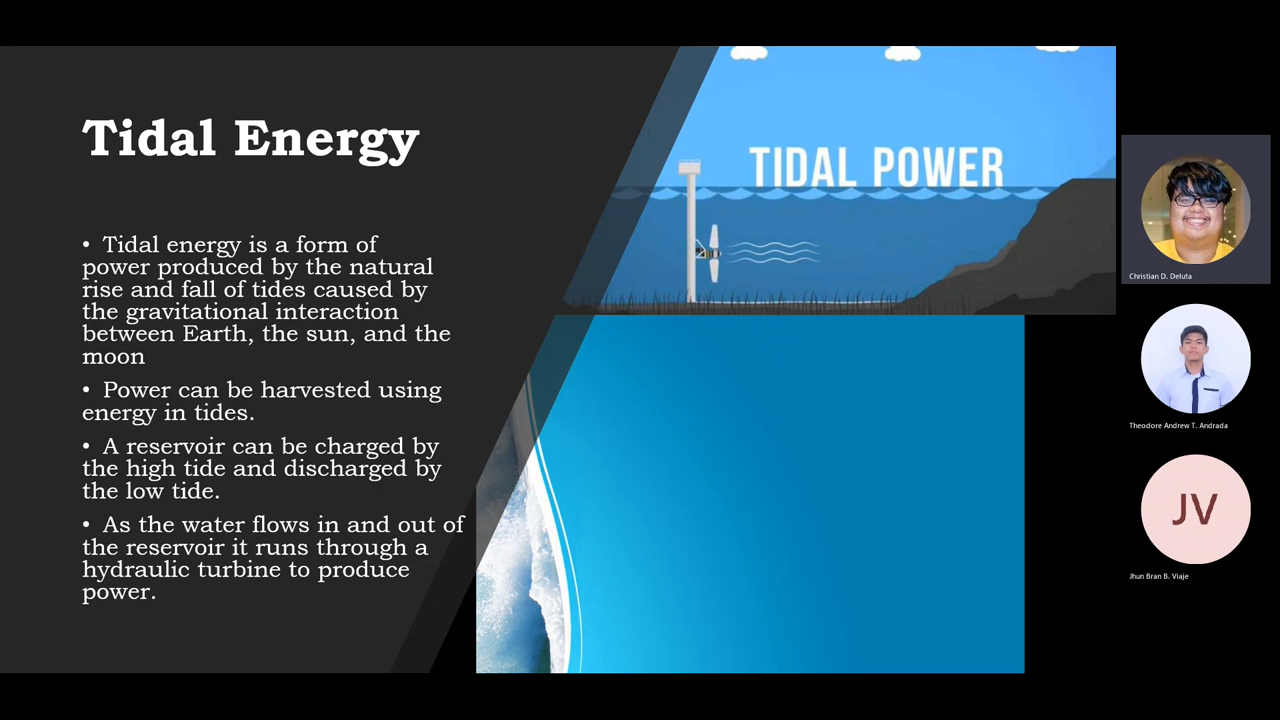 Tidal Energy
• Tidal energy is a form of
power produced by the natural
rise and fall of tides caused by
the gravitational interaction
between Earth, the sun, and the
moon
• Power can be harvested using
energy in tides.
• A reservoir can be charged by
the high tide and discharged by
the low tide.
• As the water flows in and out of
the reservoir it runs through a
hydraulic turbine to produce
power.
TIDAL POWER
Christian D. Deluta
Theodore Andrew T. Andrada
JV
Jhun Bran B. Viaje